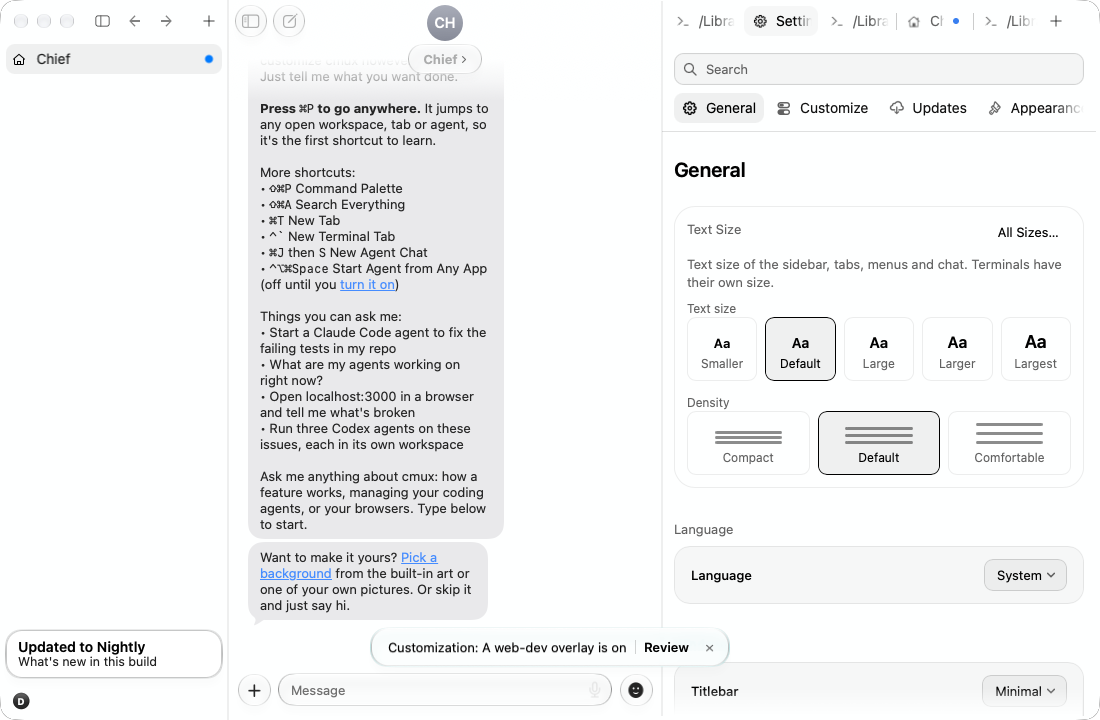 Chief
Updated to Nightly
What's new in this build
D
CH
Chief
Just tell me what you want done.
Press ⌘P to go anywhere. It jumps to
any open workspace, tab or agent, so
it's the first shortcut to learn.
More shortcuts:
• ⇧⌘P Command Palette
• ⇧⌘A Search Everything
• ⌘T New Tab
• ^` New Terminal Tab
• ⌘J then S New Agent Chat
• ^⌥⌘Space Start Agent from Any App
(off until you turn it on)
Things you can ask me:
• Start a Claude Code agent to fix the
failing tests in my repo
• What are my agents working on
right now?
• Open localhost:3000 in a browser
and tell me what's broken
• Run three Codex agents on these
issues, each in its own workspace
Ask me anything about cmux: how a
feature works, managing your coding
agents, or your browsers. Type below
to start.
Want to make it yours? Pick a
background from the built-in art or
one of your own pictures. Or skip it
and just say hi.
Customization: A web-dev overlay is on Review
Message
/Libra Settin /Libra Ch /Lib
Search
General Customize Updates Appearanc
General
Text Size
All Sizes...
Text size of the sidebar, tabs, menus and chat. Terminals have
their own size.
Text size
Aa Aa Aa Aa Aa
Smaller Default Large Larger Largest
Density
Compact Default Comfortable
Language
Language System
Titlebar Minimal